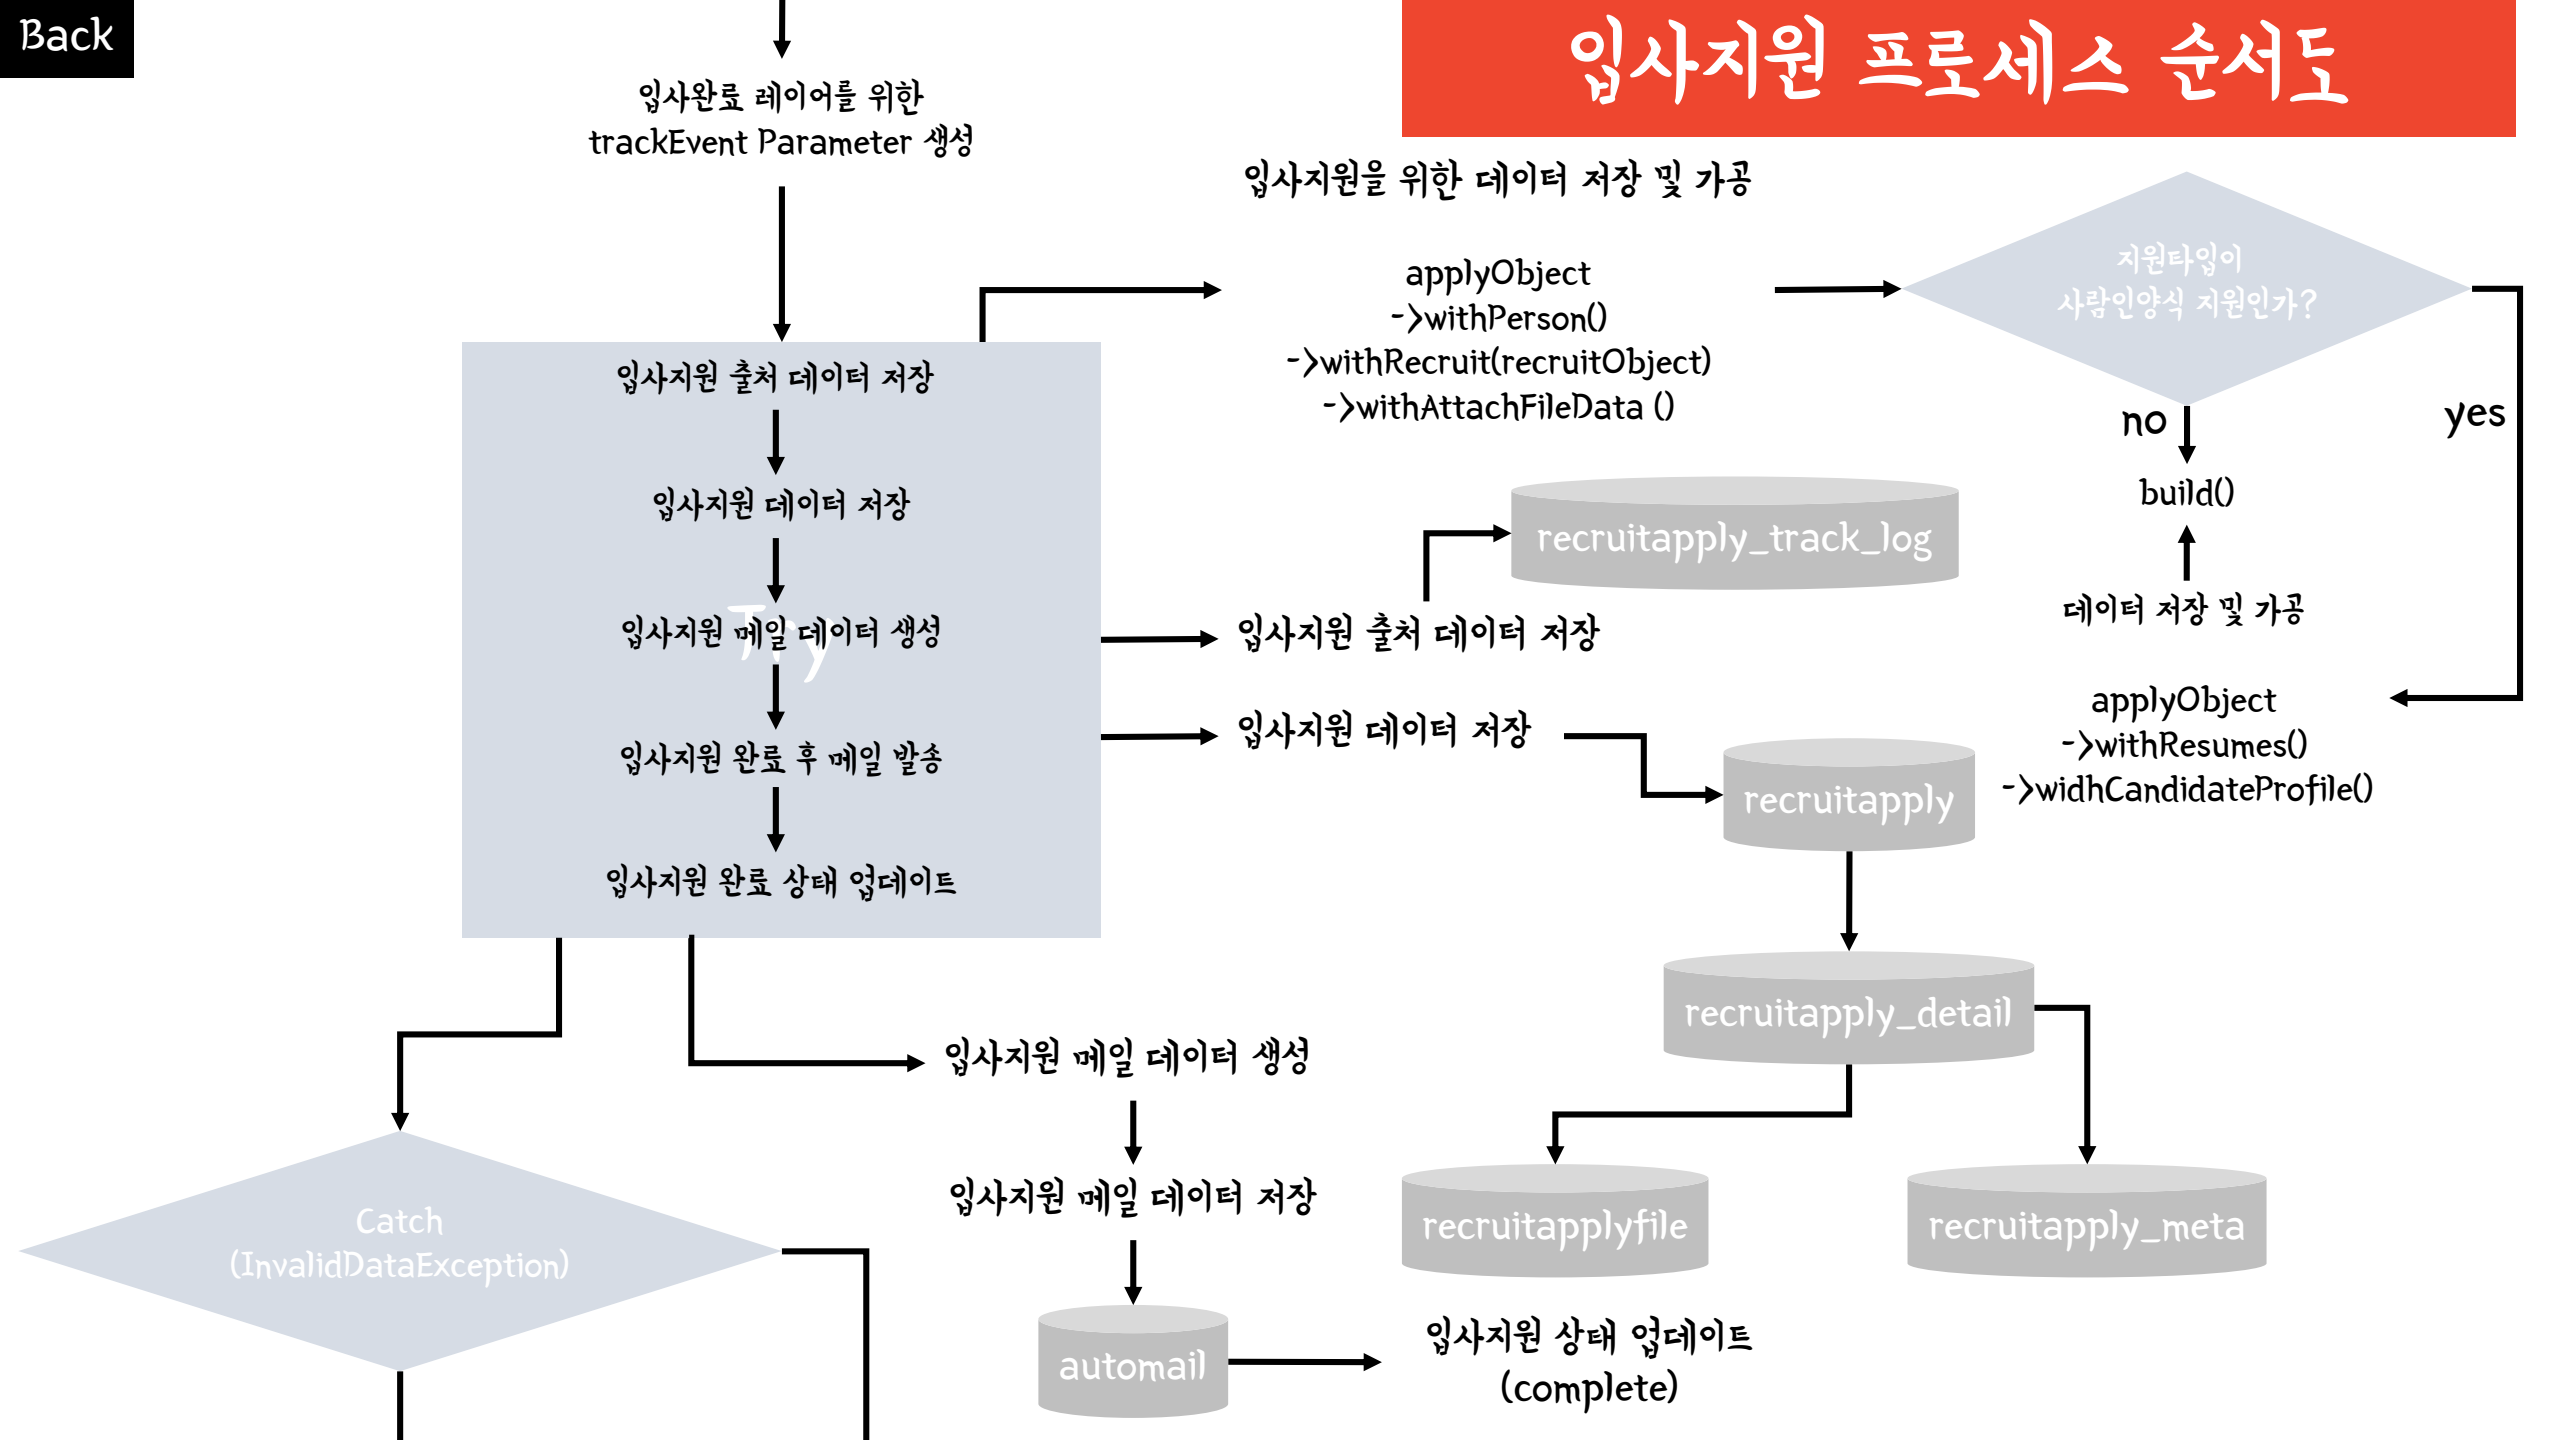 Back
입사지원 프로세스 순서도
입사완료 레이어를 위한
trackEvent Parameter 생성
입사지원을 위한 데이터 저장 및 가공
applyObject
->withPerson()
->withRecruit(recruitObject)
->withAttachFileData ()
지원타입이
사람인양식 지원인가?
no
yes
build()
데이터 저장 및 가공
applyObject
->withResumes()
->widhCandidateProfile()
Try
입사지원 출처 데이터 저장
입사지원 데이터 저장
입사지원 메일 데이터 생성
입사지원 완료 후 메일 발송
입사지원 완료 상태 업데이트
recruitapply_track_log
입사지원 출처 데이터 저장
입사지원 데이터 저장
recruitapply
recruitapply_detail
recruitapplyfile
recruitapply_meta
입사지원 메일 데이터 생성
입사지원 메일 데이터 저장
automail
입사지원 상태 업데이트
(complete)
Catch
(InvalidDataException)